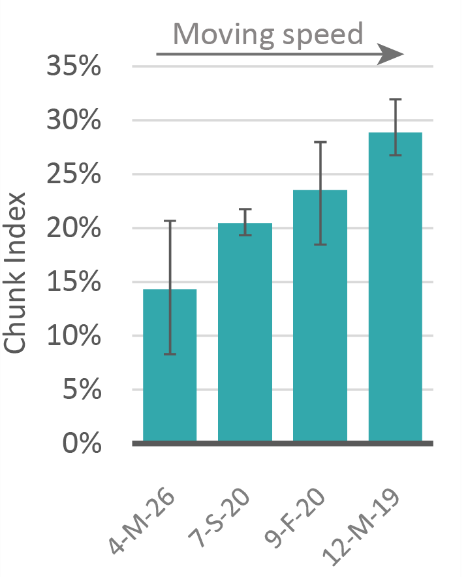 Moving speed
35%
30%
25%
20%
15%
10%
5%
0%
Chunk Index
4-M-26
7-S-20
9-F-20
12-M-19